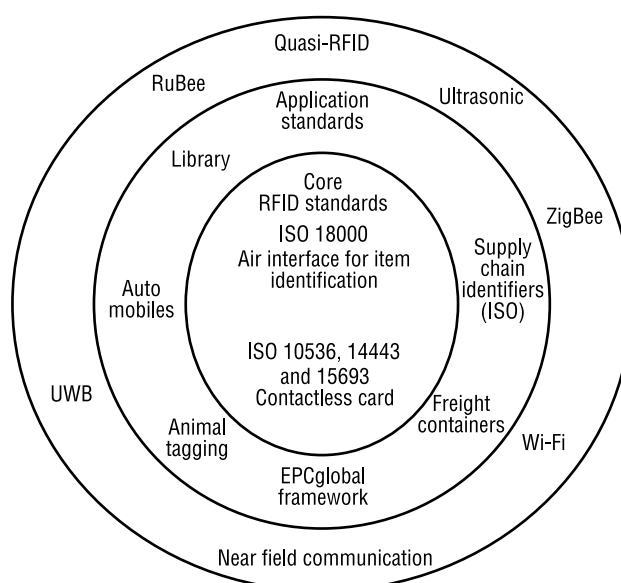 Quasi-RFID
RuBee
Ultrasonic
Application
standards
Library
Core
RFID standards
ISO 18000
Air interface for item
identification
ZigBee
Supply
chain
identifiers
(ISO)
Auto
mobiles
ISO 10536, 14443
and 15693
Contactless card
UWB
Freight
containers
Animal
tagging
Wi-Fi
EPCglobal
framework
Near field communication